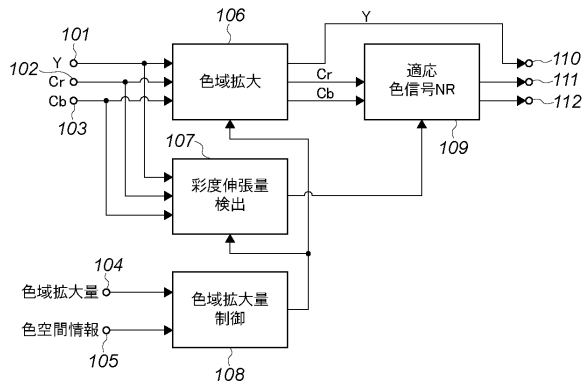 101
106
Y
110
Y
102
Cr
色域拡大
Cr
適応
色信号NR
111
Cb
Cb
112
103
107
109
彩度伸張量
検出
104
色域拡大量
色域拡大量
制御
色空間情報
105
108